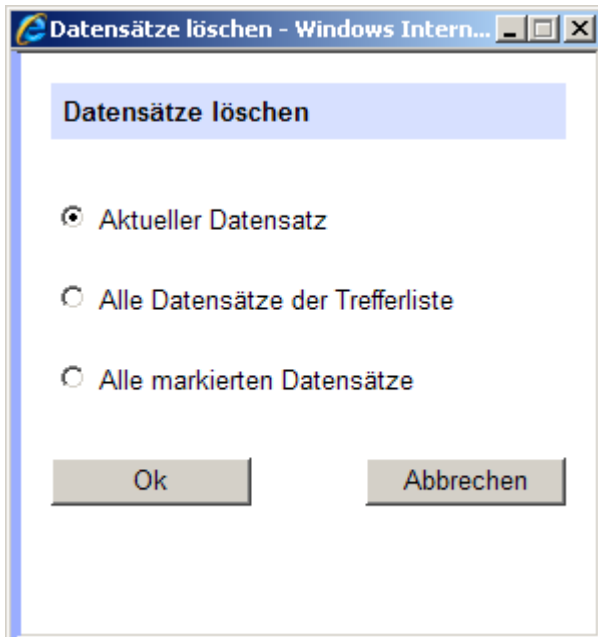 Datensätze löschen - Windows Intern...
Datensätze löschen
Aktueller Datensatz
Alle Datensätze der Trefferliste
Alle markierten Datensätze
Ok
Abbrechen